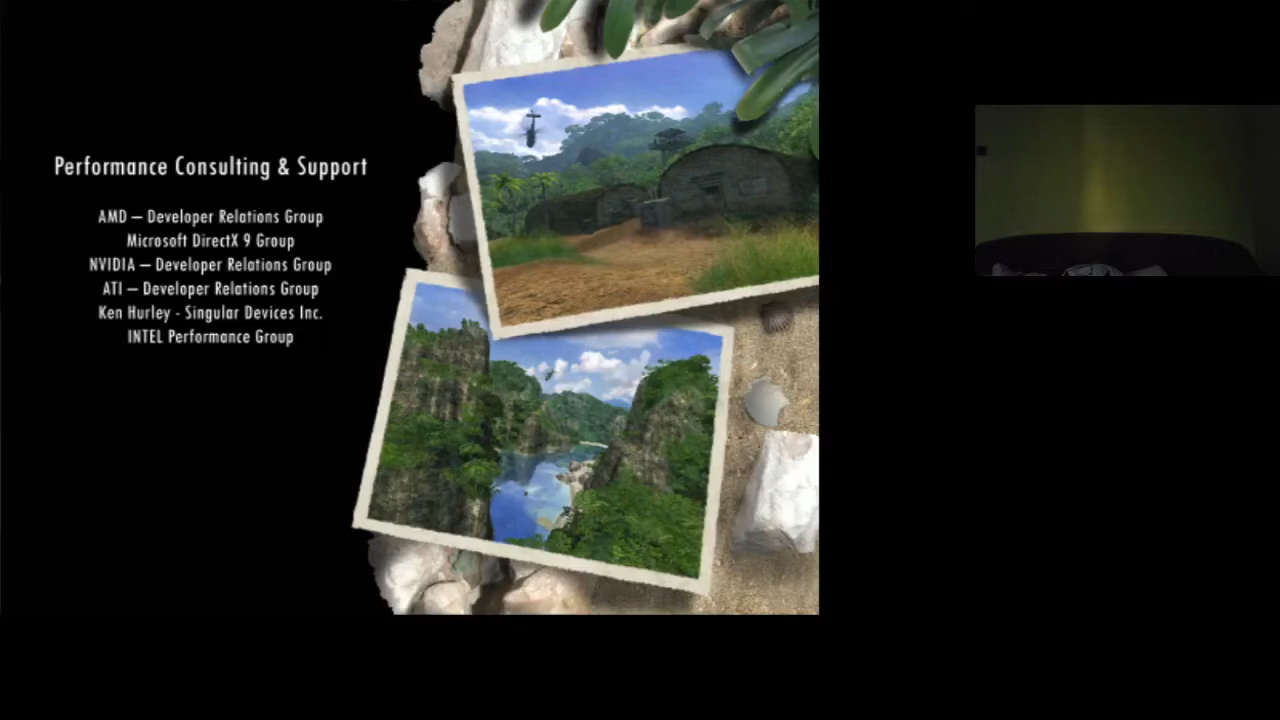 Performance Consulting & Support
AMD – Developer Relations Group
Microsoft DirectX 9 Group
NVIDIA – Developer Relations Group
ATI – Developer Relations Group
Ken Hurley - Singular Devices Inc.
INTEL Performance Group